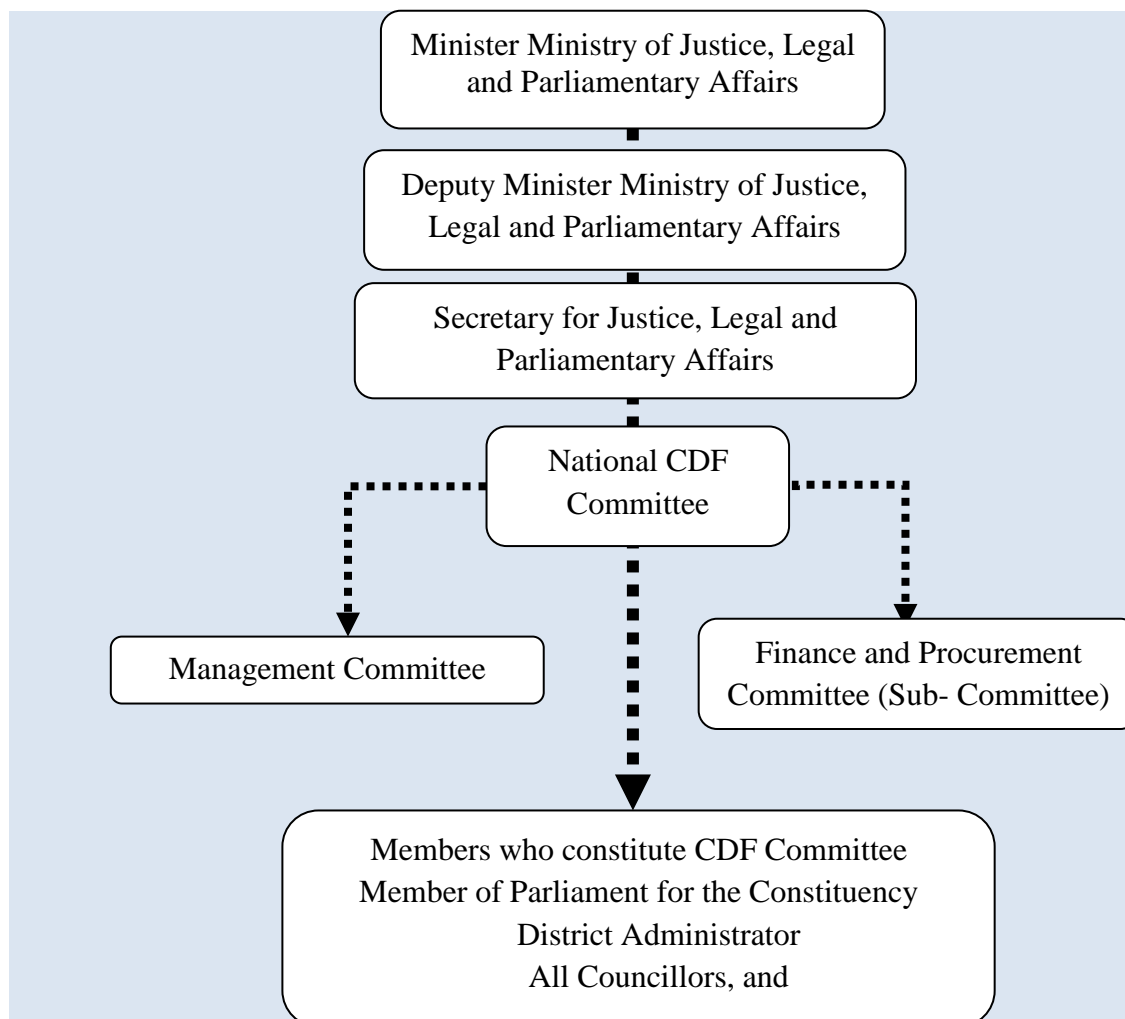 Minister Ministry of Justice, Legal
and Parliamentary Affairs
Deputy Minister Ministry of Justice,
Legal and Parliamentary Affairs
Secretary for Justice, Legal and
Parliamentary Affairs
National CDF
Committee
Management Committee
Finance and Procurement
Committee (Sub- Committee)
Members who constitute CDF Committee
Member of Parliament for the Constituency
District Administrator
All Councillors, and